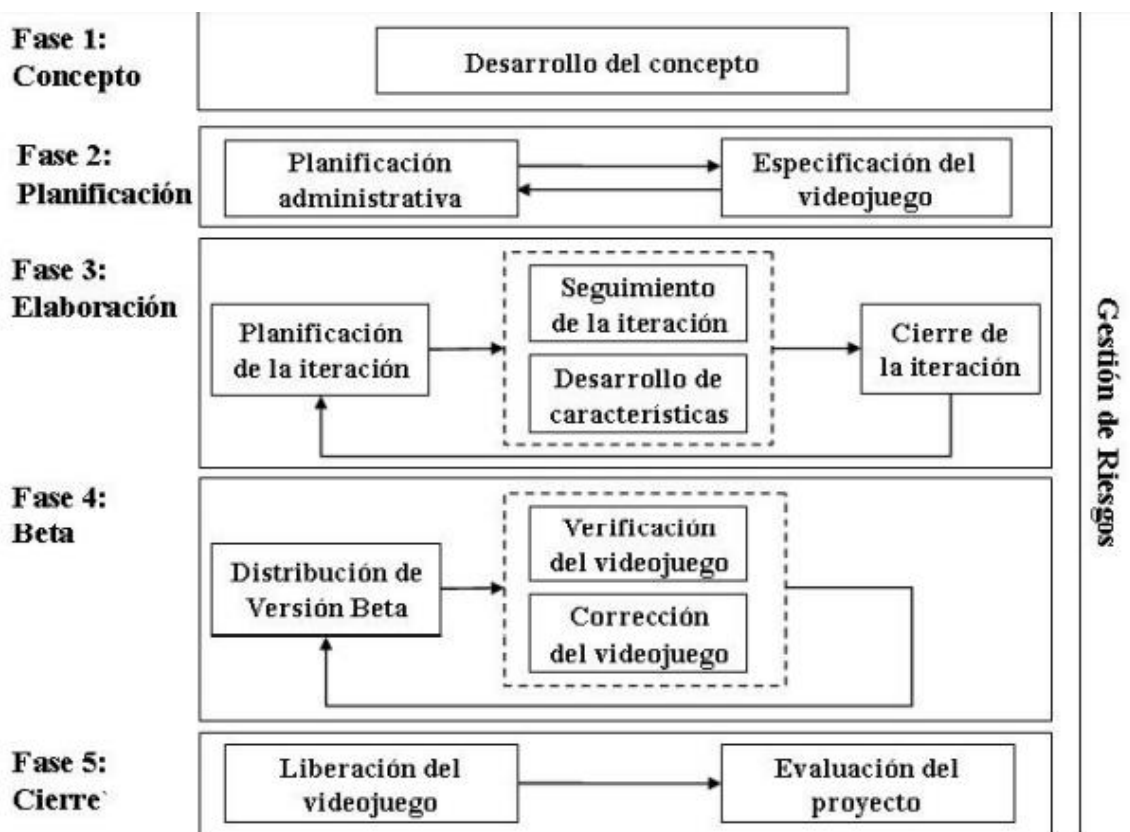 Fase 1:
Concepto
Desarrollo del concepto
Fase 2:
Planificación
Planificación
administrativa
Especificación del
videojuego
Fase 3:
Elaboración
Planificación
de la iteración
Seguimiento
de la iteración
Desarrollo de
características
Cierre de
la iteración
Fase 4:
Beta
Distribución de
Versión Beta
Verificación
del videojuego
Corrección
del videojuego
Fase 5:
Cierre`
Liberación del
videojuego
Evaluación del
proyecto
Gestión de Riesgos